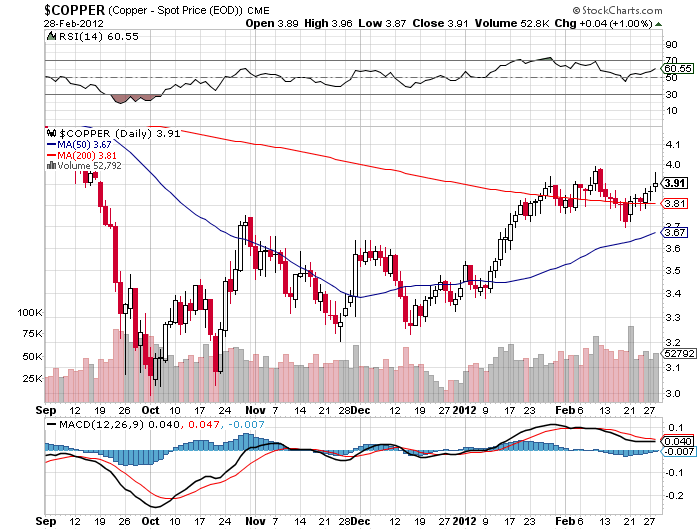 $COPPER (Copper - Spot Price (EOD)) CME
© StockCharts.com
28-Feb-2012
Open 3.89 High 3.96 Low 3.87 Close 3.91 Volume 52.8K Chg +0.04 (+1.00%)
RSI(14) 60.55
90
70
60.55
50
30
10
$COPPER (Daily) 3.91
MA(50) 3.67
MA(200) 3.81
Volume 52,792
4.1
4.0
3.91
3.81
3.7
3.67
3.6
3.5
3.4
3.3
3.2
3.0
100K
75K
50K
25K
52792
Sep 12 19 26 Oct 10 17 24 Nov 7 14 21 28 Dec 12 19 27 2012 9 17 23 Feb 6 13 21 27
MACD(12,26,9) 0.040, 0.047, -0.007
0.1
0.040
-0.007
-0.1
-0.2
Sep 12 19 26 Oct 10 17 24 Nov 7 14 21 28 Dec 12 19 27 2012 9 17 23 Feb 6 13 21 27